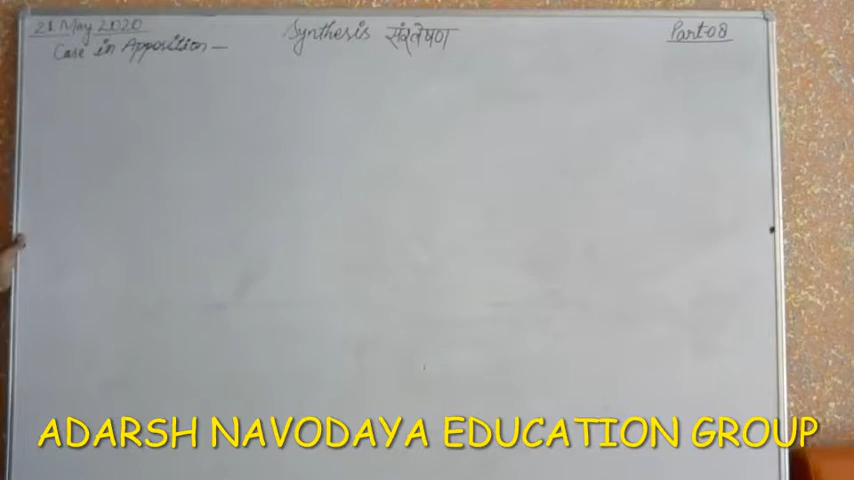 21 May 2020 Synthesis संश्लेषण Part-08
Case in Apposition —
ADARSH NAVODAYA EDUCATION GROUP